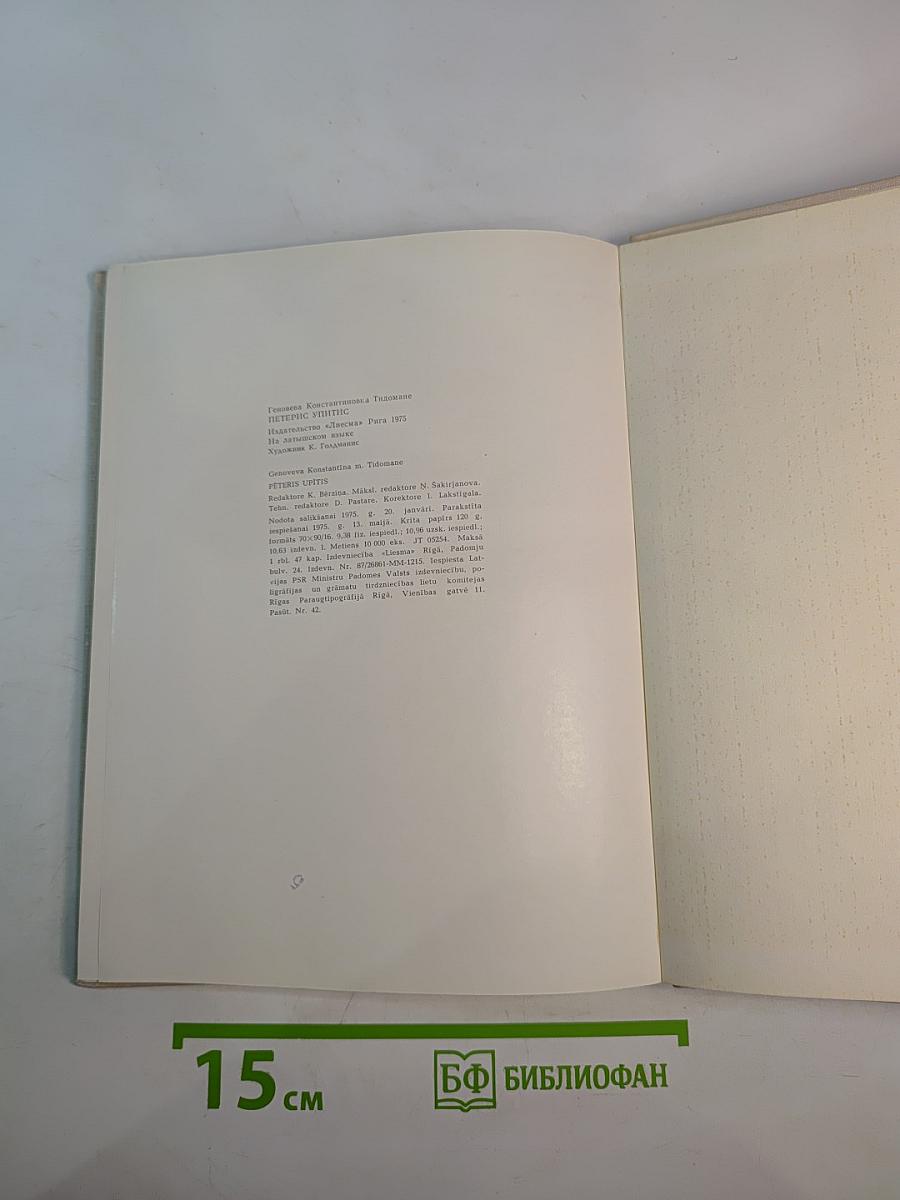 Геновева Константиновка Тидомане
ПЕТЕРИС УПИТИС
Издательство «Лиесма» Рига 1975
На латышском языке
Художник К. Голдманис
Genoveva Konstantīna m. Tidomane
PĒTERIS UPĪTIS
Redaktore K. Bērziņa. Māksl. redaktore Ņ. Šakirjanova.
Tehn. redaktore D. Pastare. Korektore I. Lakstīgala.
Nodota salikšanai 1975. g. 20. janvārī. Parakstīta
iespiešanai 1975. g. 13. maijā. Krīta papīrs 120 g,
formāts 70×90/16. 9,38 fiz. iespiedl.; 10,96 uzsk. iespiedl.;
10,63 izdevn. l. Metiens 10 000 eks. JT 05254. Maksā
1 rbl. 47 kap. Izdevniecība «Liesma» Rīgā, Padomju
bulv. 24. Izdevn. Nr. 87/26861-MM-1215. Iespiesta Lat-
vijas PSR Ministru Padomes Valsts izdevniecību, po-
ligrāfijas un grāmatu tirdzniecības lietu komitejas
Rīgas Paraugtipogrāfijā Rīgā, Vienības gatvē 11.
Pasūt. Nr. 42.
15 см
БФ БИБЛИОФАН